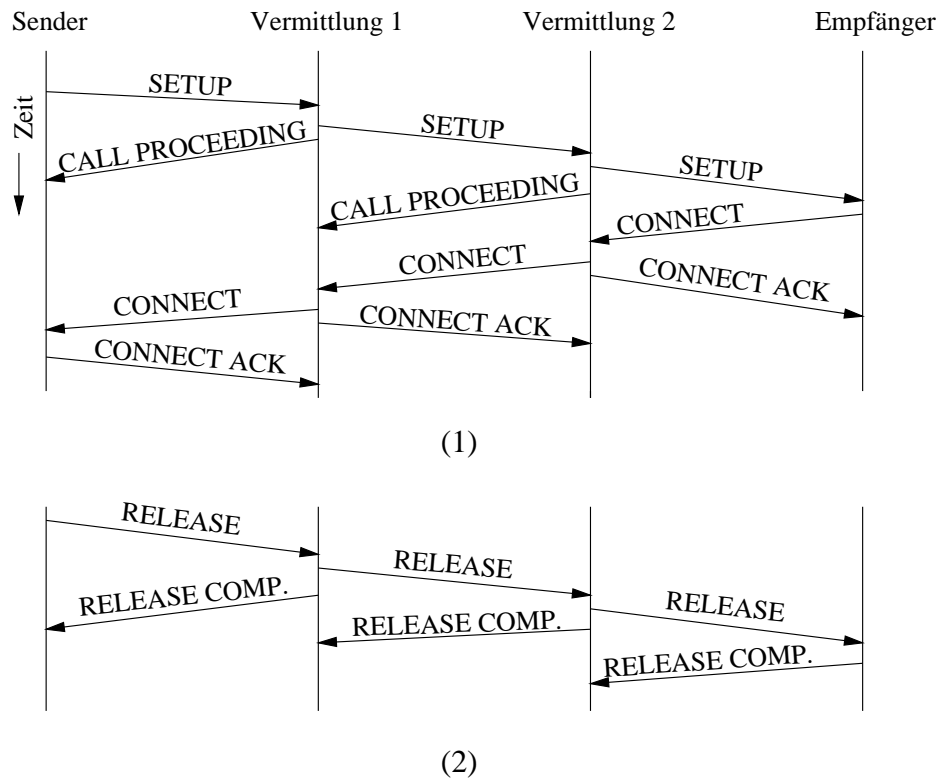 Sender
Vermittlung 1
Vermittlung 2
Empfänger
Zeit
SETUP
SETUP
CALL PROCEEDING
SETUP
CALL PROCEEDING
CONNECT
CONNECT
CONNECT ACK
CONNECT
CONNECT ACK
CONNECT ACK
(1)
RELEASE
RELEASE
RELEASE COMP.
RELEASE
RELEASE COMP.
RELEASE COMP.
(2)